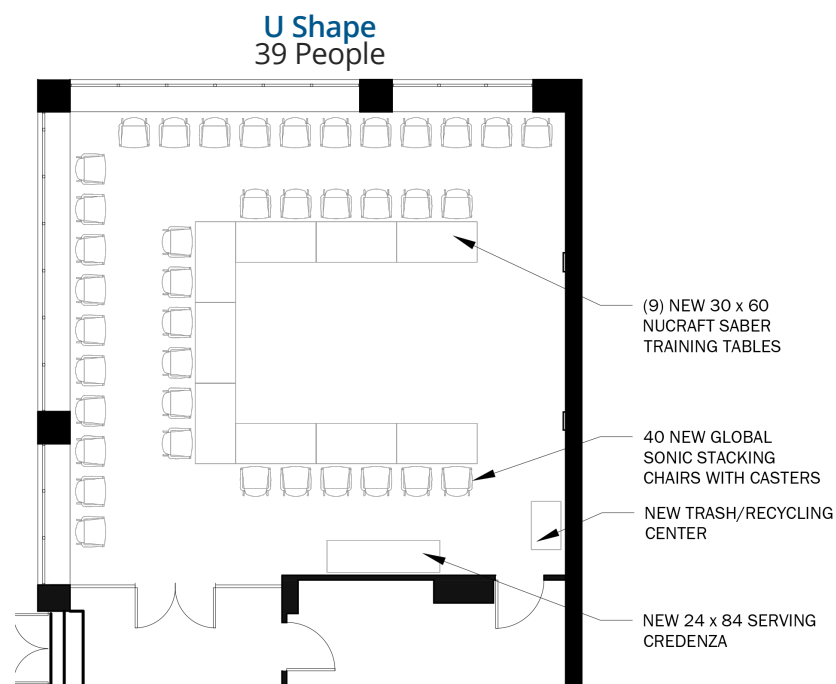 U Shape
39 People
(9) NEW 30 x 60
NUCRAFT SABER
TRAINING TABLES
40 NEW GLOBAL
SONIC STACKING
CHAIRS WITH CASTERS
NEW TRASH/RECYCLING
CENTER
NEW 24 x 84 SERVING
CREDENZA